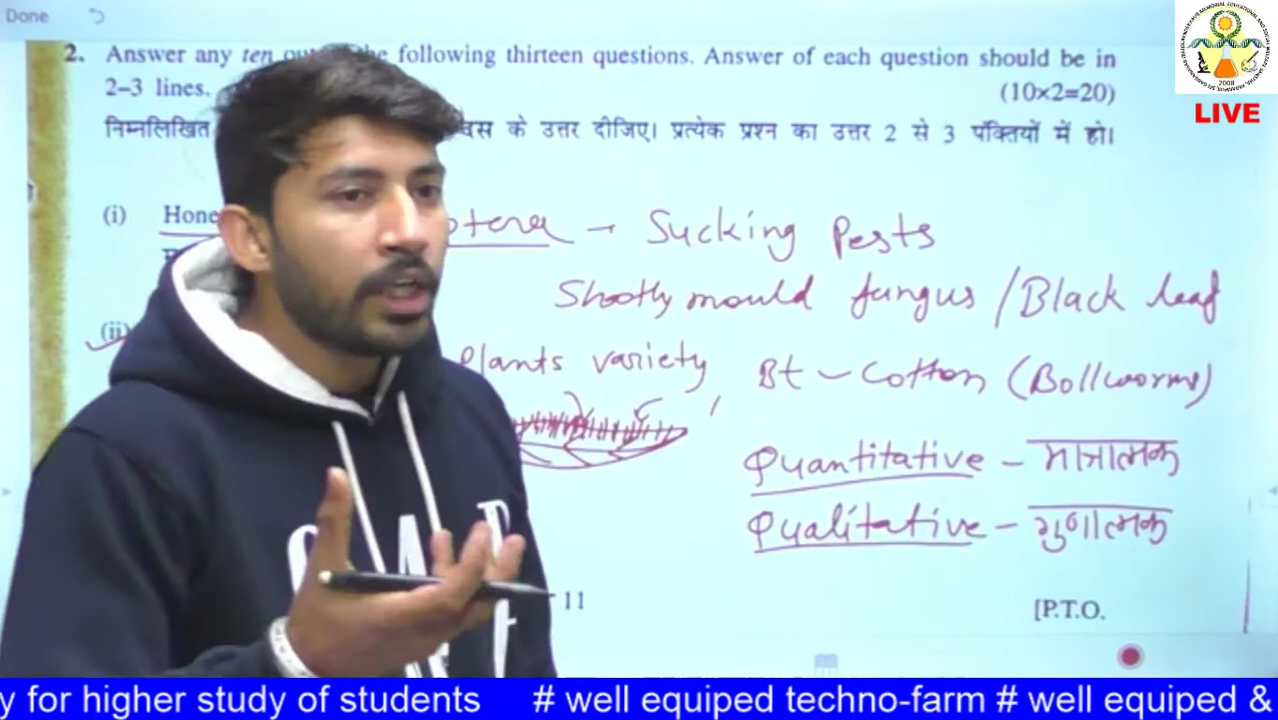 Done
2. Answer any ten out the following thirteen questions. Answer of each question should be in
2–3 lines. (10×2=20)
निम्नलिखित के उत्तर दीजिए। प्रत्येक प्रश्न का उत्तर 2 से 3 पंक्तियों में हो।
(i) Hone ptera → Sucking Pests
Shootly mould fungus / Black leaf
(ii) Plants variety Bt – Cotton (Bollworms)
Quantitative – मात्रात्मक
Qualitative – गुणात्मक
11
[P.T.O.
2008
LIVE
y for higher study of students # well equiped techno-farm # well equiped &